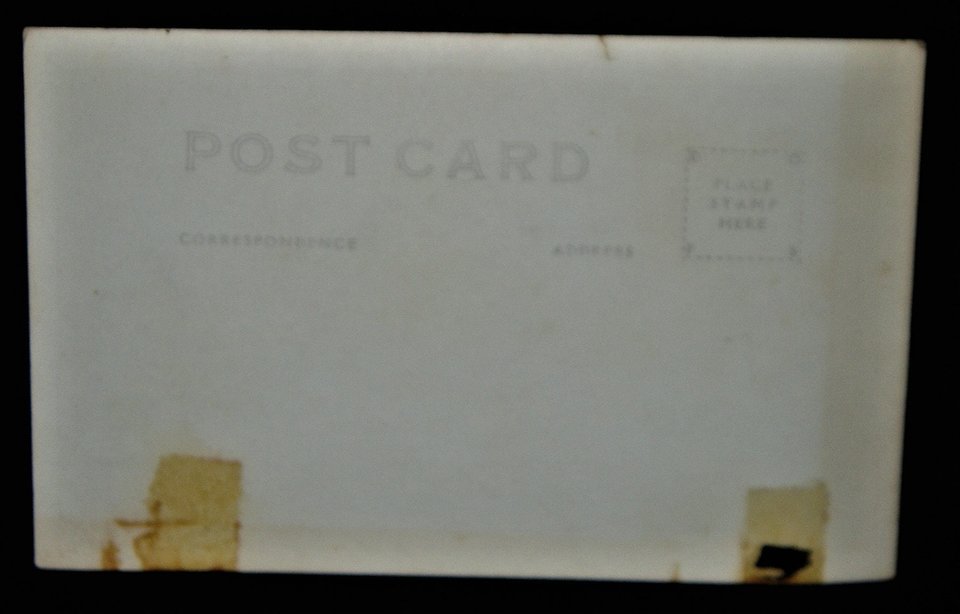 POST CARD
PLACE
STAMP
HERE
CORRESPONDENCE
ADDRESS